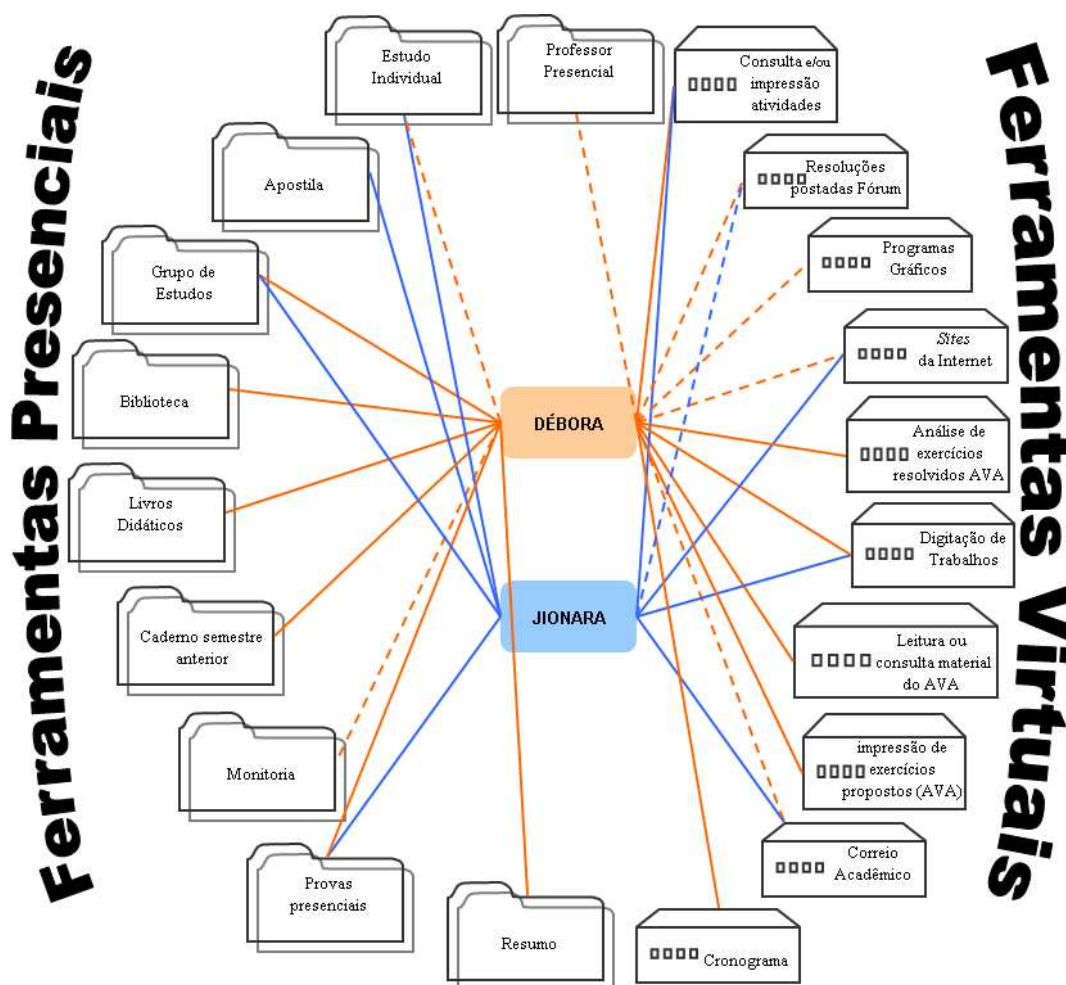 Ferramentas Presenciais
Estudo
Individual
Professor
Presencial
Consulta e/ou
impressão
atividades
Apostila
Resoluções
postadas Fórum
Grupo de
Estudos
Programas
Gráficos
Biblioteca
Sites
da Internet
DÉBORA
Análise de
exercícios
resolvidos AVA
Livros
Didáticos
Digitação de
Trabalhos
JIONARA
Caderno semestre
anterior
Leitura ou
consulta material
do AVA
Monitoria
impressão de
exercícios
propostos (AVA)
Correio
Acadêmico
Provas
presenciais
Resumo
Cronograma
Ferramentas Virtuais